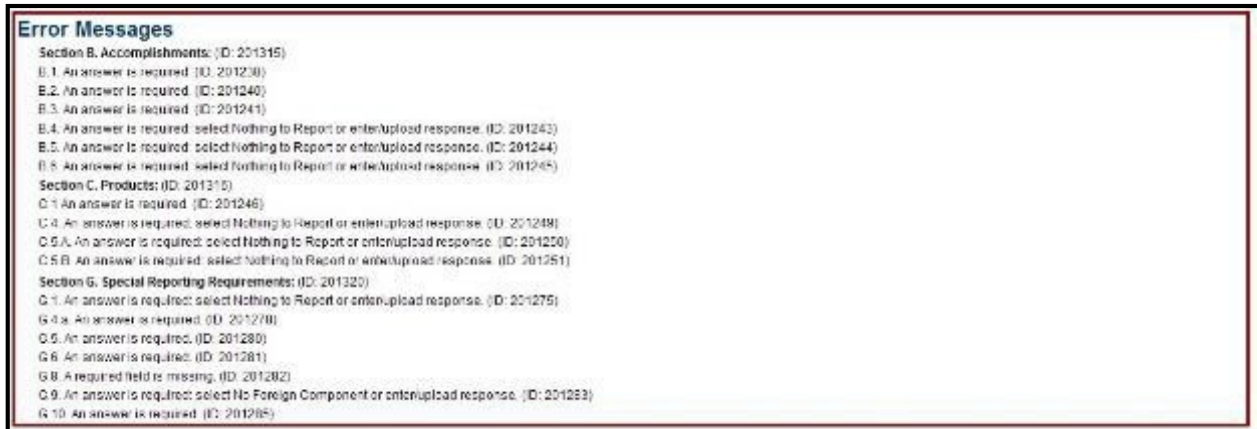 Error Messages
Section B. Accomplishments: (ID: 201315)
B.1. An answer is required. (ID: 201230)
B.2. An answer is required. (ID: 201240)
B.3. An answer is required. (ID: 201241)
B.4. An answer is required: select Nothing to Report or enter/upload response. (ID: 201243)
B.5. An answer is required: select Nothing to Report or enter/upload response. (ID: 201244)
B.6. An answer is required: select Nothing to Report or enter/upload response. (ID: 201245)
Section C. Products: (ID: 201316)
C.1 An answer is required. (ID: 201246)
C.4. An answer is required: select Nothing to Report or enter/upload response. (ID: 201249)
C.5.A. An answer is required: select Nothing to Report or enter/upload response. (ID: 201250)
C.5.B. An answer is required: select Nothing to Report or enter/upload response. (ID: 201251)
Section G. Special Reporting Requirements: (ID: 201320)
G.1. An answer is required: select Nothing to Report or enter/upload response. (ID: 201275)
G.4.a. An answer is required. (ID: 201278)
G.5. An answer is required. (ID: 201280)
G.6. An answer is required. (ID: 201281)
G.8. A required field is missing. (ID: 201282)
G.9. An answer is required: select No Foreign Component or enter/upload response. (ID: 201283)
G.10. An answer is required. (ID: 201285)